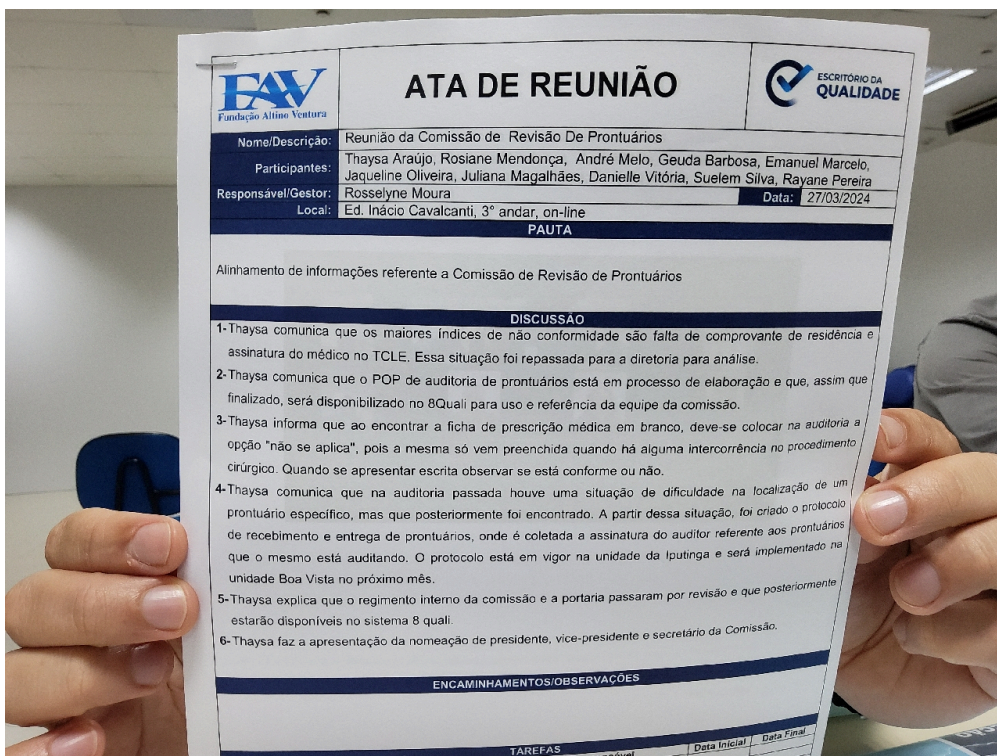 FAV
Fundação Altino Ventura
ATA DE REUNIÃO
ESCRITÓRIO DA
QUALIDADE
Nome/Descrição: Reunião da Comissão de Revisão De Prontuários
Participantes: Thaysa Araújo, Rosiane Mendonça, André Melo, Geuda Barbosa, Emanuel Marcelo,
Jaqueline Oliveira, Juliana Magalhães, Danielle Vitória, Suelem Silva, Rayane Pereira
Responsável/Gestor: Rosselyne Moura Data: 27/03/2024
Local: Ed. Inácio Cavalcanti, 3° andar, on-line
PAUTA
Alinhamento de informações referente a Comissão de Revisão de Prontuários
DISCUSSÃO
1-Thaysa comunica que os maiores índices de não conformidade são falta de comprovante de residência e
assinatura do médico no TCLE. Essa situação foi repassada para a diretoria para análise.
2-Thaysa comunica que o POP de auditoria de prontuários está em processo de elaboração e que, assim que
finalizado, será disponibilizado no 8Quali para uso e referência da equipe da comissão.
3-Thaysa informa que ao encontrar a ficha de prescrição médica em branco, deve-se colocar na auditoria a
opção "não se aplica", pois a mesma só vem preenchida quando há alguma intercorrência no procedimento
cirúrgico. Quando se apresentar escrita observar se está conforme ou não.
4-Thaysa comunica que na auditoria passada houve uma situação de dificuldade na localização de um
prontuário específico, mas que posteriormente foi encontrado. A partir dessa situação, foi criado o protocolo
de recebimento e entrega de prontuários, onde é coletada a assinatura do auditor referente aos prontuários
que o mesmo está auditando. O protocolo está em vigor na unidade da Iputinga e será implementado na
unidade Boa Vista no próximo mês.
5-Thaysa explica que o regimento interno da comissão e a portaria passaram por revisão e que posteriormente
estarão disponíveis no sistema 8 quali.
6-Thaysa faz a apresentação da nomeação de presidente, vice-presidente e secretário da Comissão.
ENCAMINHAMENTOS/OBSERVAÇÕES
TAREFAS
Data Inicial Data Final